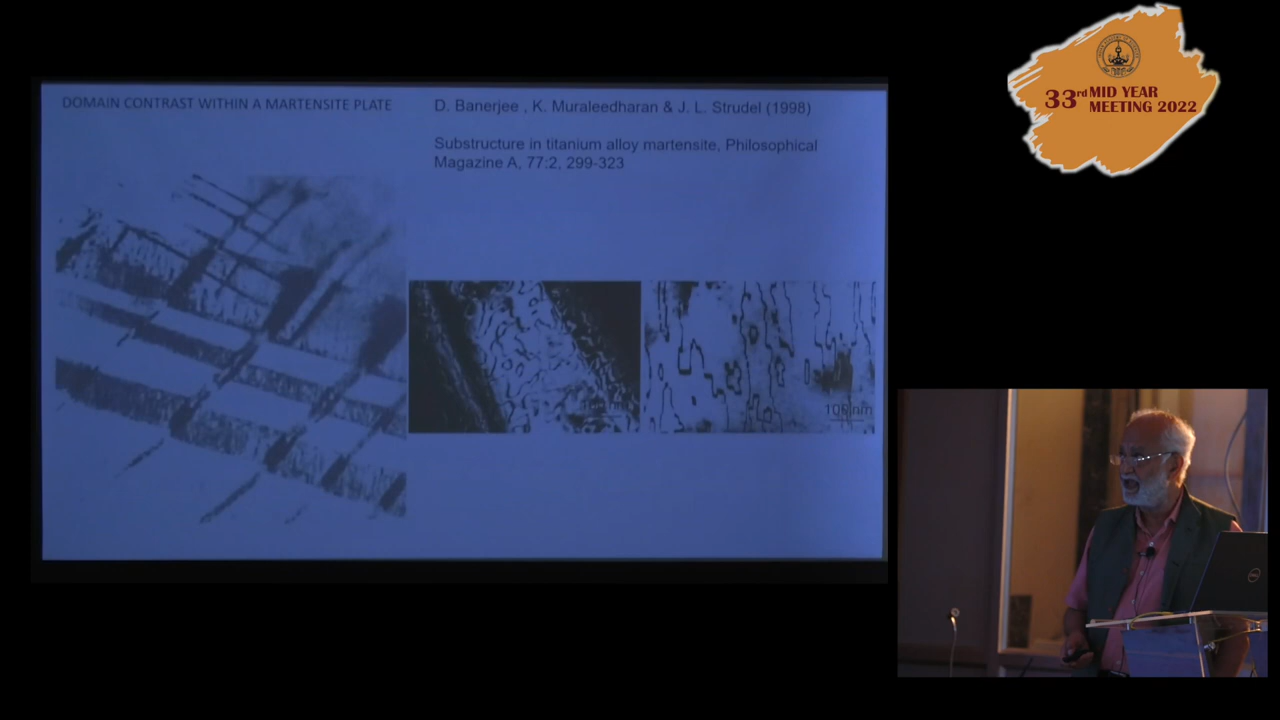 DOMAIN CONTRAST WITHIN A MARTENSITE PLATE
D. Banerjee , K. Muraleedharan & J. L. Strudel (1998)
Substructure in titanium alloy martensite, Philosophical
Magazine A, 77:2, 299-323
100 nm
33rd MID YEAR
MEETING 2022
DELL